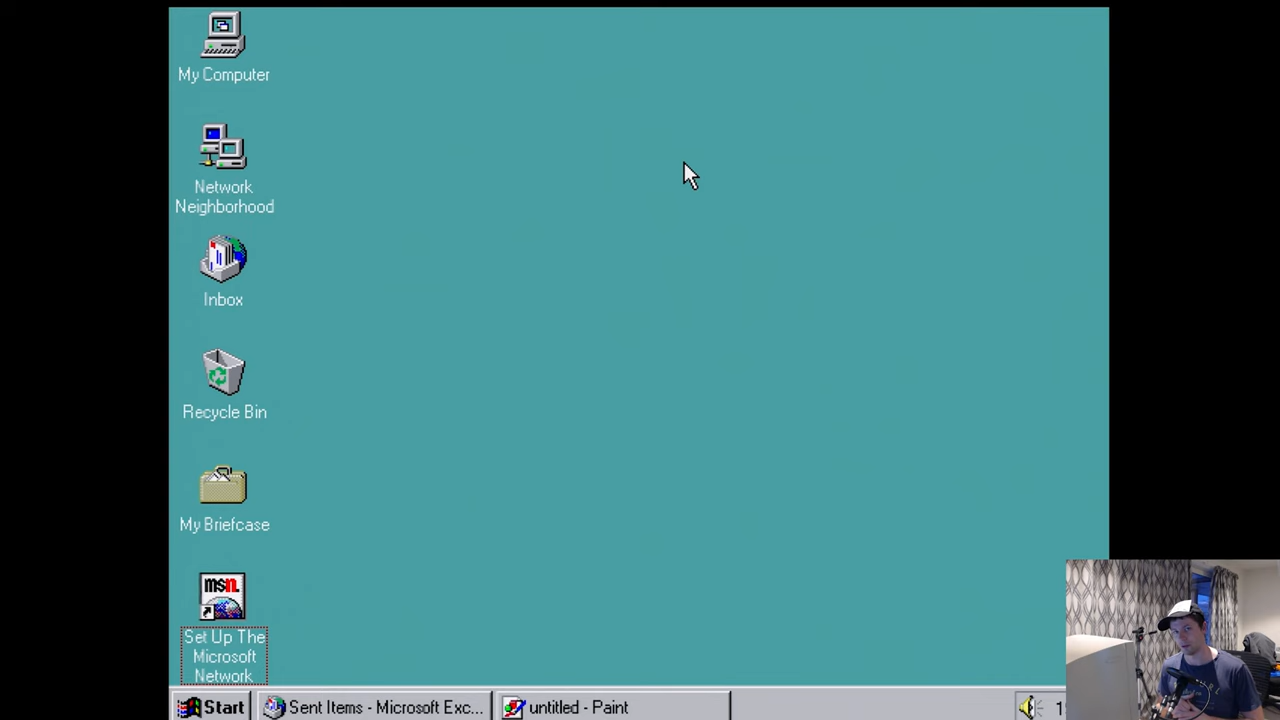 My Computer
Network
Neighborhood
Inbox
Recycle Bin
My Briefcase
msn.
Set Up The
Microsoft
Network
Start
Sent Items - Microsoft Exc...
untitled - Paint